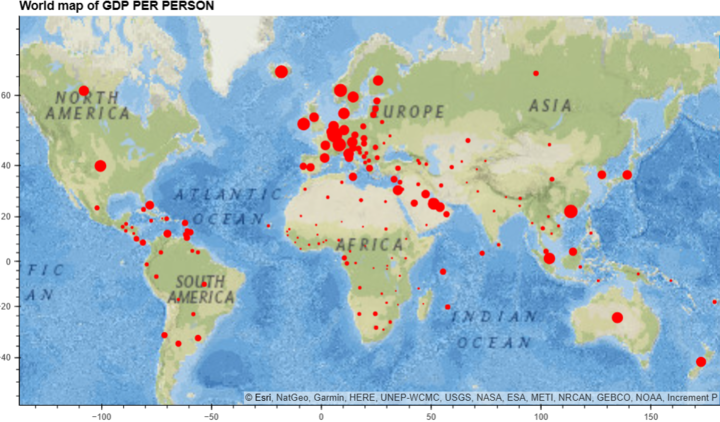 World map of GDP PER PERSON
60
40
20
0
-20
-40
NORTH
AMERICA
EUROPE
ASIA
ATLANTIC
OCEAN
AFRICA
FIC
AN
SOUTH
AMERICA
INDIAN
OCEAN
© Esri, NatGeo, Garmin, HERE, UNEP-WCMC, USGS, NASA, ESA, METI, NRCAN, GEBCO, NOAA, Increment P
−100
−50
0
50
100
150